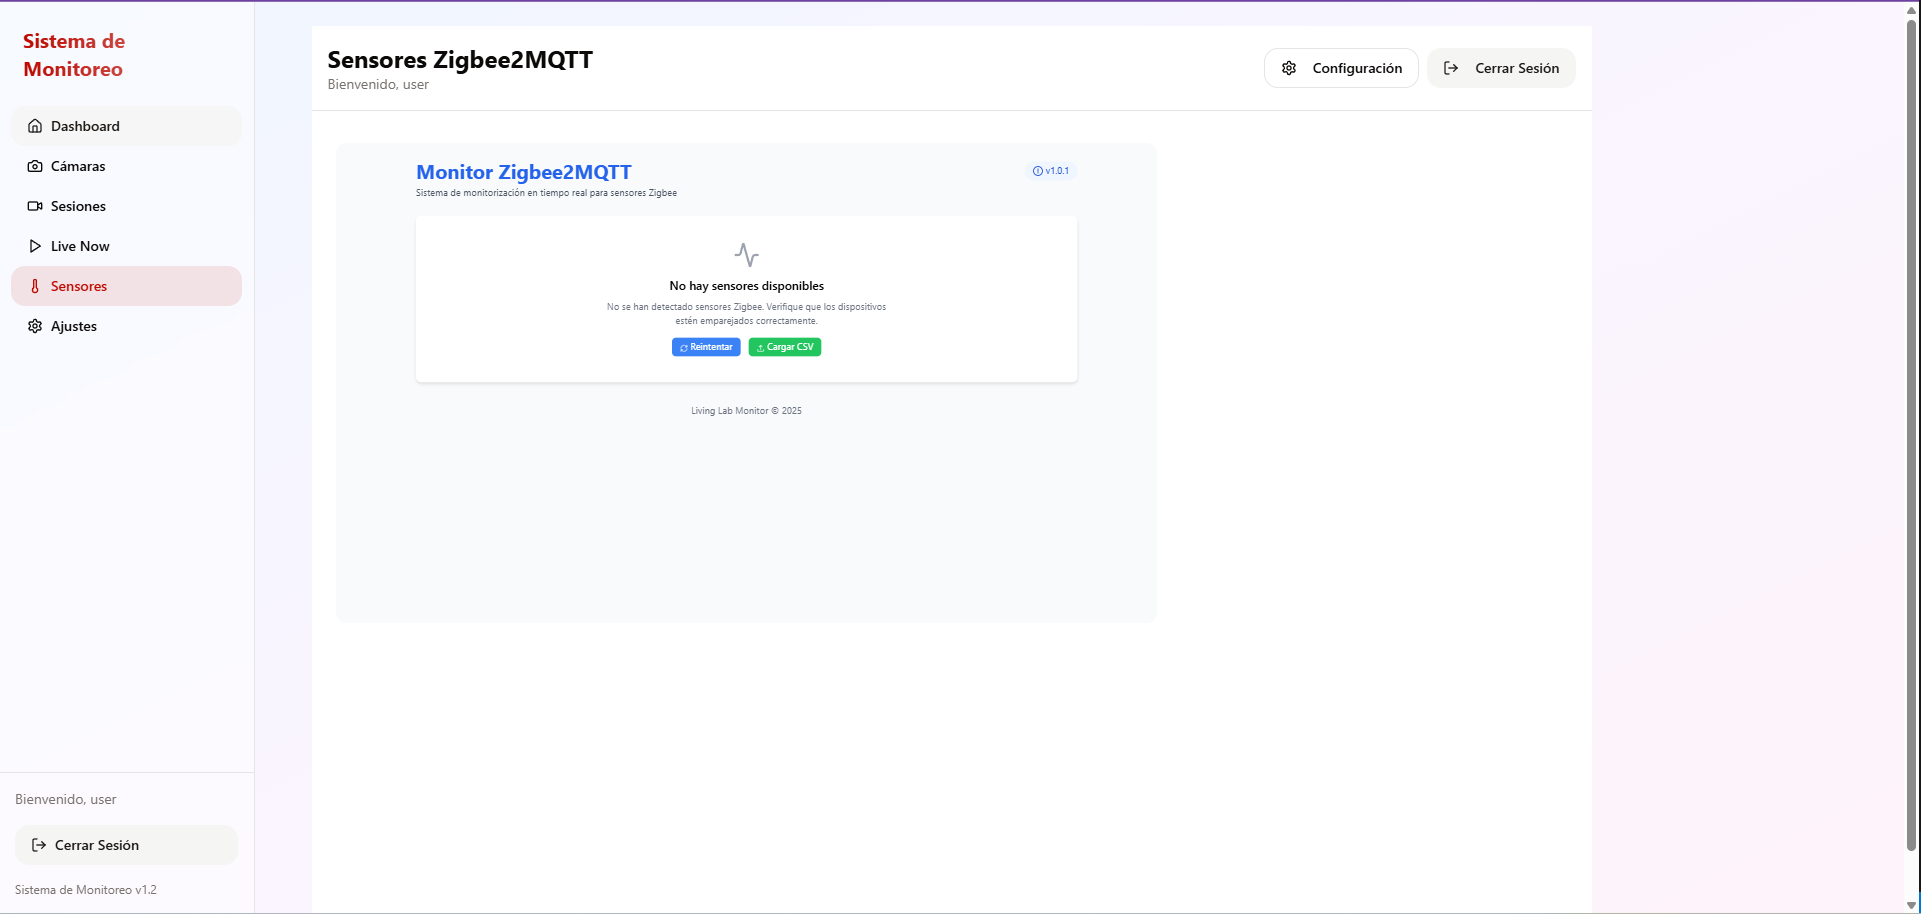 Sistema de
Monitoreo
Dashboard
Cámaras
Sesiones
Live Now
Sensores
Ajustes
Bienvenido, user
Cerrar Sesión
Sistema de Monitoreo v1.2
Sensores Zigbee2MQTT
Bienvenido, user
Configuración
Cerrar Sesión
Monitor Zigbee2MQTT
Sistema de monitorización en tiempo real para sensores Zigbee
v1.0.1
No hay sensores disponibles
No se han detectado sensores Zigbee. Verifique que los dispositivos
estén emparejados correctamente.
Reintentar
Cargar CSV
Living Lab Monitor © 2025